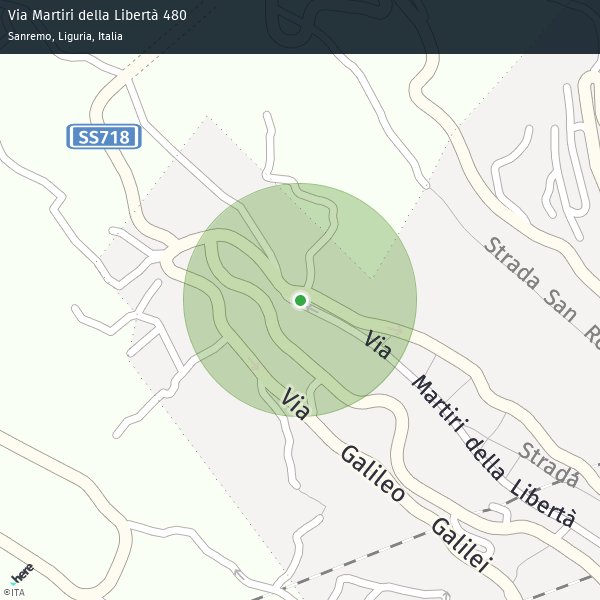 Via Martiri della Libertà 480
Sanremo, Liguria, Italia
SS718
Strada San
Via Martiri della Libertà
Strada
Via Galileo Galilei
here
©ITA